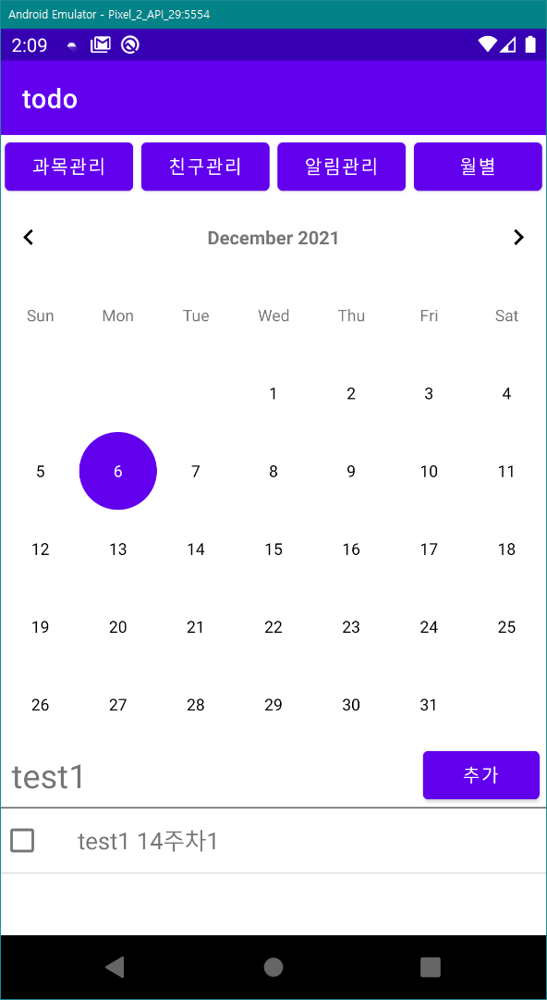 Android Emulator - Pixel_2_API_29:5554
2:09
todo
과목관리 친구관리 알림관리 월별
December 2021
Sun Mon Tue Wed Thu Fri Sat
1 2 3 4
5 6 7 8 9 10 11
12 13 14 15 16 17 18
19 20 21 22 23 24 25
26 27 28 29 30 31
test1 추가
test1 14주차1